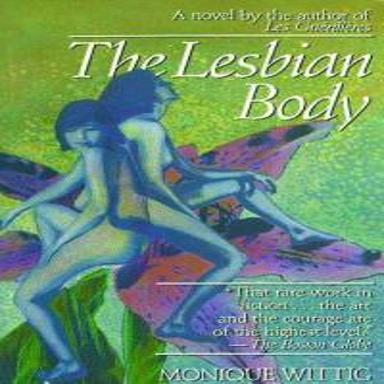 A novel by the author of
Les Guérillères
The Lesbian
Body
"That rare work in
fiction . . . the art
and the courage are
of the highest level."
—The Boston Globe
MONIQUE WITTIG